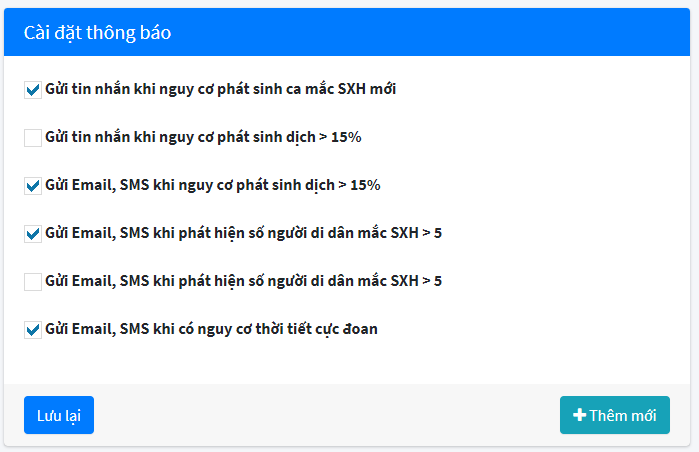 Cài đặt thông báo
Gửi tin nhắn khi nguy cơ phát sinh ca mắc SXH mới
Gửi tin nhắn khi nguy cơ phát sinh dịch > 15%
Gửi Email, SMS khi nguy cơ phát sinh dịch > 15%
Gửi Email, SMS khi phát hiện số người di dân mắc SXH > 5
Gửi Email, SMS khi phát hiện số người di dân mắc SXH > 5
Gửi Email, SMS khi có nguy cơ thời tiết cực đoan
Lưu lại
Thêm mới